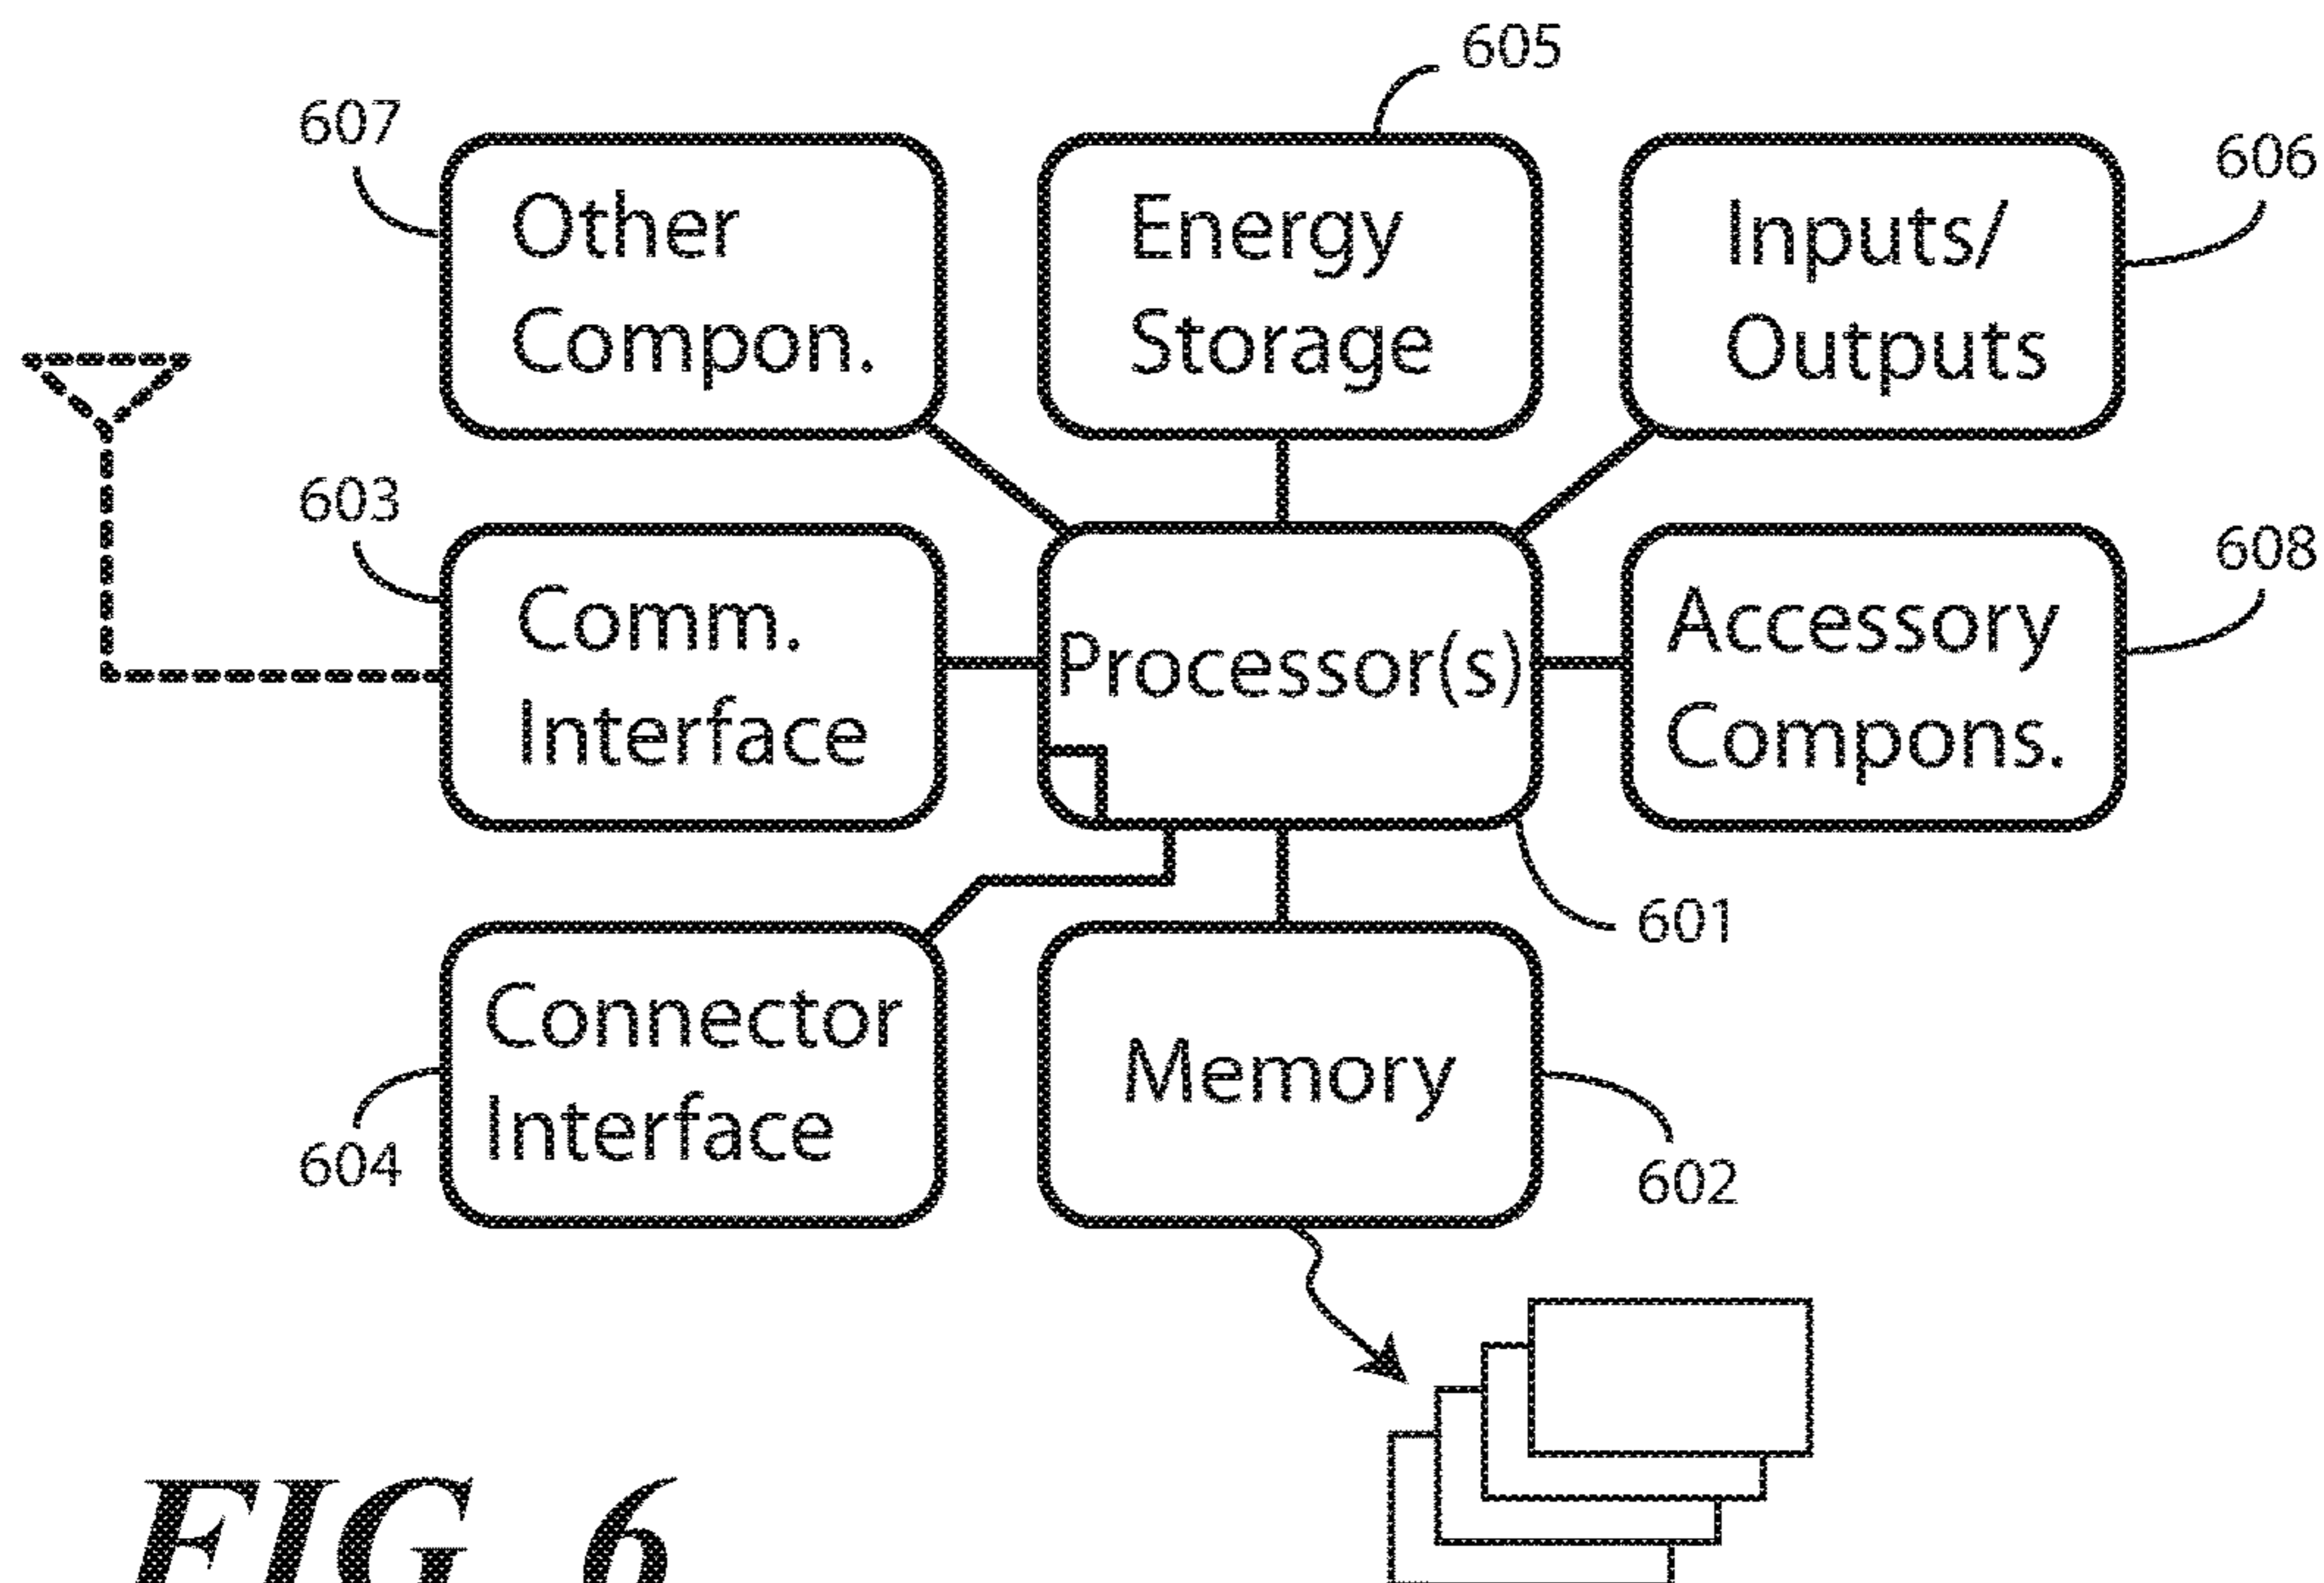 605
607
606
Other
Compon.
Energy
Storage
Inputs/
Outputs
603
608
Comm.
Interface
Processor(s)
Accessory
Compons.
601
Connector
Interface
Memory
604
602
FIG. 6